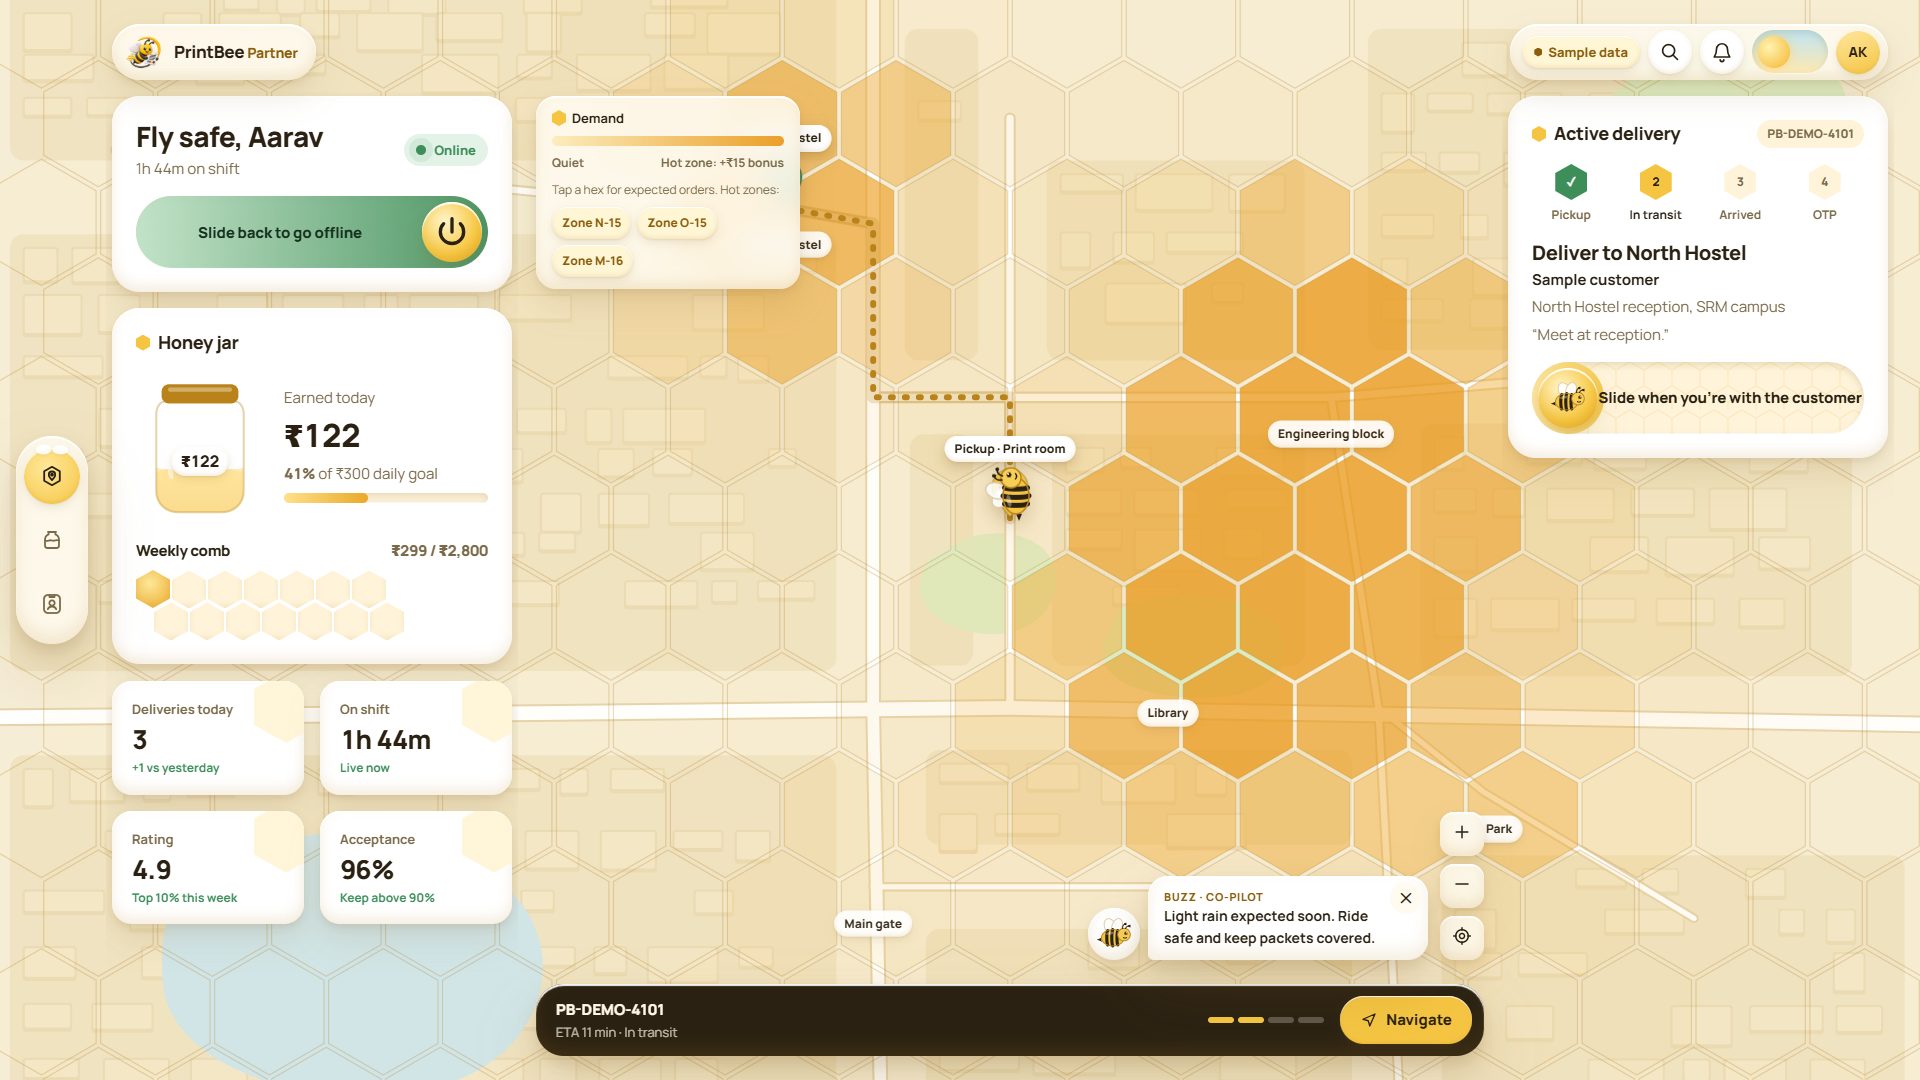 PrintBee Partner
Sample data
AK
Fly safe, Aarav
1h 44m on shift
Online
Slide back to go offline
Demand
Quiet
Hot zone: +₹15 bonus
Tap a hex for expected orders. Hot zones:
Zone N-15
Zone O-15
Zone M-16
stel
stel
Honey jar
₹122
Earned today
₹122
41% of ₹300 daily goal
Weekly comb
₹299 / ₹2,800
Deliveries today
3
+1 vs yesterday
On shift
1h 44m
Live now
Rating
4.9
Top 10% this week
Acceptance
96%
Keep above 90%
Pickup · Print room
Engineering block
Library
Main gate
Park
Active delivery
PB-DEMO-4101
Pickup
2
In transit
3
Arrived
4
OTP
Deliver to North Hostel
Sample customer
North Hostel reception, SRM campus
“Meet at reception.”
Slide when you’re with the customer
BUZZ · CO-PILOT
Light rain expected soon. Ride
safe and keep packets covered.
PB-DEMO-4101
ETA 11 min · In transit
Navigate